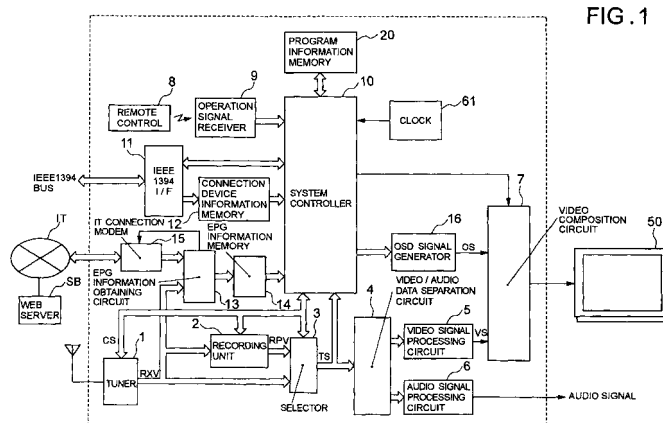 FIG. 1
20
PROGRAM
INFORMATION
MEMORY
10
8
9
REMOTE
CONTROL
OPERATION
SIGNAL
RECEIVER
61
CLOCK
11
IEEE1394
BUS
IEEE
1394
I / F
CONNECTION
DEVICE
INFORMATION
MEMORY
12
SYSTEM
CONTROLLER
7
IT
IT CONNECTION
MODEM
15
EPG
INFORMATION
MEMORY
16
OSD SIGNAL
GENERATOR
OS
VIDEO
COMPOSITION
CIRCUIT
50
SB
WEB
SERVER
EPG
INFORMATION
OBTAINING
CIRCUIT
13
14
VIDEO / AUDIO
DATA SEPARATION
CIRCUIT
4
3
2
CS
1
RECORDING
UNIT
RPV
TS
5
VIDEO SIGNAL
PROCESSING
CIRCUIT
VS
6
TUNER
RXV
SELECTOR
AUDIO SIGNAL
PROCESSING
CIRCUIT
AUDIO SIGNAL